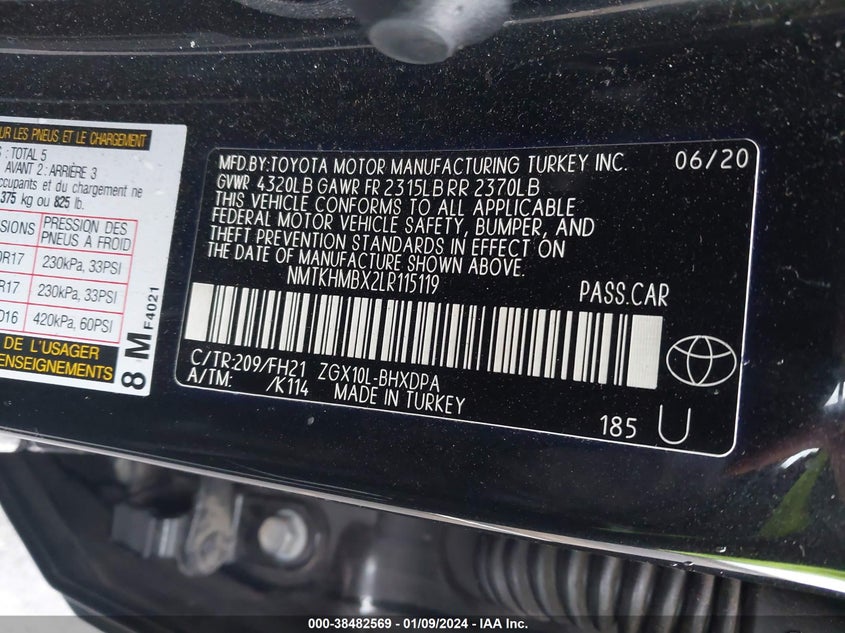 UR LES PNEUS ET LE CHARGEMENT
: TOTAL 5
AVANT 2: ARRIÈRE 3
ccupants et du chargement ne
375 kg ou 825 lb.
SIONS
PRESSION DES
PNEUS A FROID
R17
230kPa, 33PSI
R17
230kPa, 33PSI
D16
420kPa, 60PSI
DE L'USAGER
ENSEIGNEMENTS
8 M F4021
MFD.BY:TOYOTA MOTOR MANUFACTURING TURKEY INC. 06/20
GVWR 4320LB GAWR FR 2315LB RR 2370LB
THIS VEHICLE CONFORMS TO ALL APPLICABLE
FEDERAL MOTOR VEHICLE SAFETY, BUMPER, AND
THEFT PREVENTION STANDARDS IN EFFECT ON
THE DATE OF MANUFACTURE SHOWN ABOVE.
NMTKHMBX2LR115119 PASS.CAR
C/TR:209/FH21 ZGX10L-BHXDPA
A/TM: /K114 MADE IN TURKEY
185 U
000-38482569 - 01/09/2024 - IAA Inc.